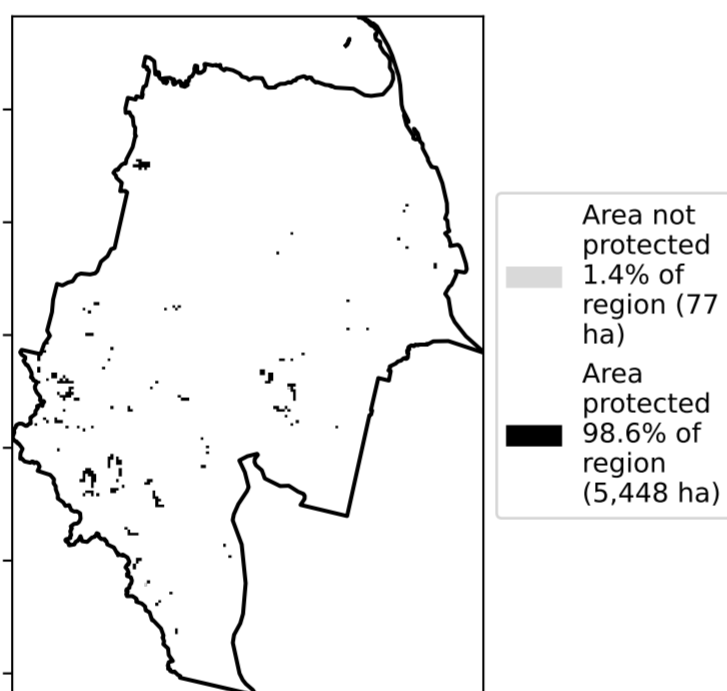 Area not
protected
1.4% of
region (77
ha)
Area
protected
98.6% of
region
(5,448 ha)